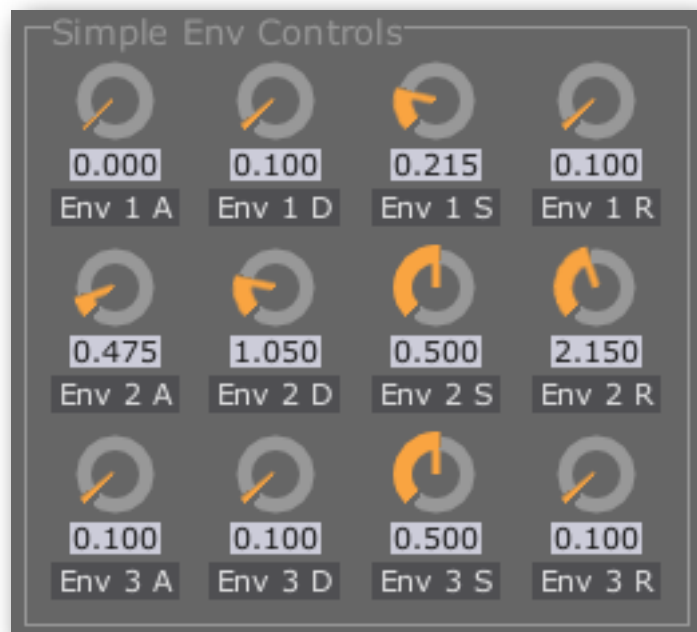 Simple Env Controls
0.000 0.100 0.215 0.100
Env 1 A Env 1 D Env 1 S Env 1 R
0.475 1.050 0.500 2.150
Env 2 A Env 2 D Env 2 S Env 2 R
0.100 0.100 0.500 0.100
Env 3 A Env 3 D Env 3 S Env 3 R